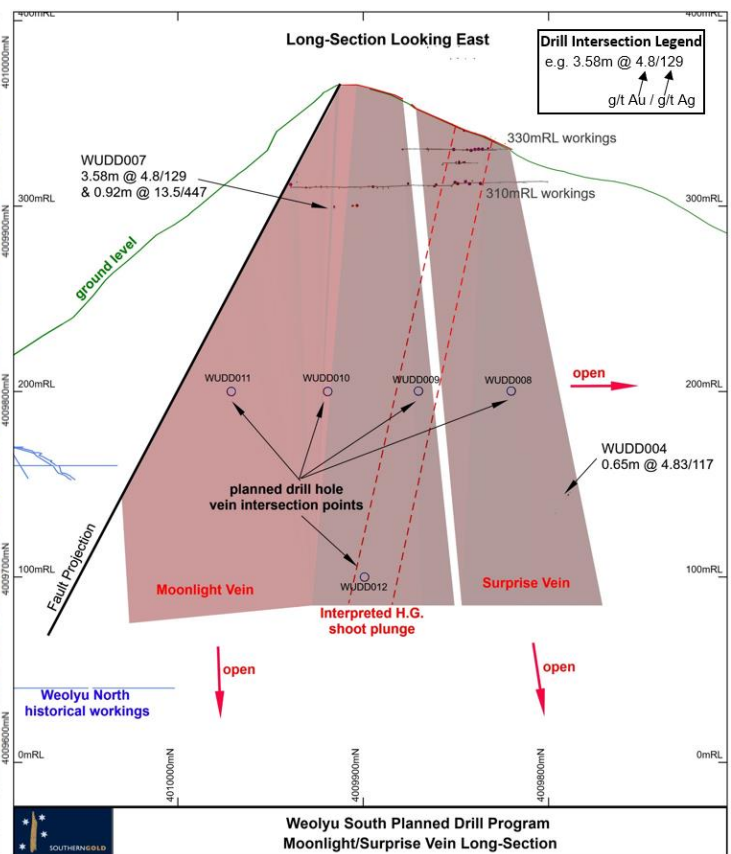 400mRL
400mRL
4010000mN
Long-Section Looking East
Drill Intersection Legend
e.g. 3.58m @ 4.8/129
g/t Au / g/t Ag
330mRL workings
WUDD007
3.58m @ 4.8/129
& 0.92m @ 13.5/447
310mRL workings
300mRL
300mRL
4009900mN
ground level
WUDD011
WUDD010
WUDD009
WUDD008
open
200mRL
200mRL
4009800mN
WUDD004
0.65m @ 4.83/117
planned drill hole
vein intersection points
Fault Projection
100mRL
100mRL
4009700mN
Moonlight Vein
WUDD012
Surprise Vein
Interpreted H.G.
shoot plunge
open
open
Weolyu North
historical workings
4009600mN
0mRL
0mRL
4010000mN
4009900mN
4009800mN
SOUTHERNGOLD
Weolyu South Planned Drill Program
Moonlight/Surprise Vein Long-Section